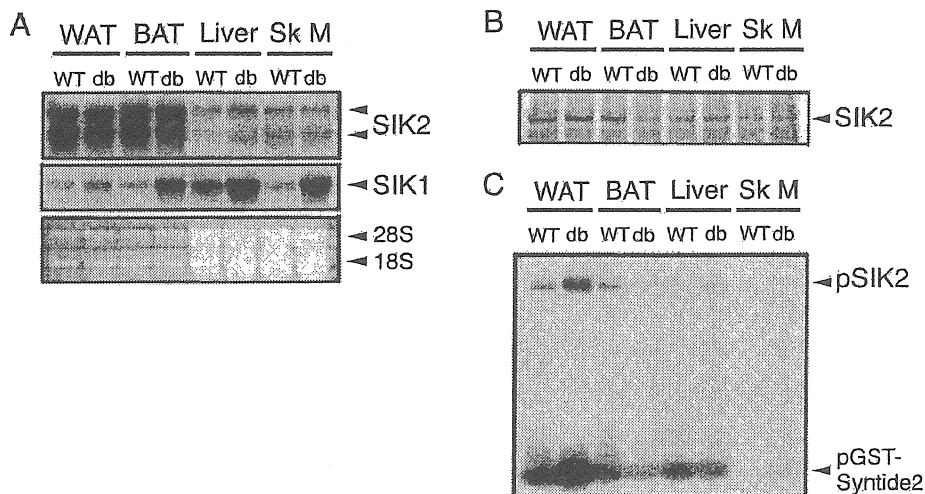 A
WAT BAT Liver Sk M
WT db WT db WT db WT db
SIK2
SIK1
28S
18S
B
WAT BAT Liver Sk M
WT db WT db WT db WT db
SIK2
C
WAT BAT Liver Sk M
WT db WT db WT db WT db
pSIK2
pGST-
Syntide2